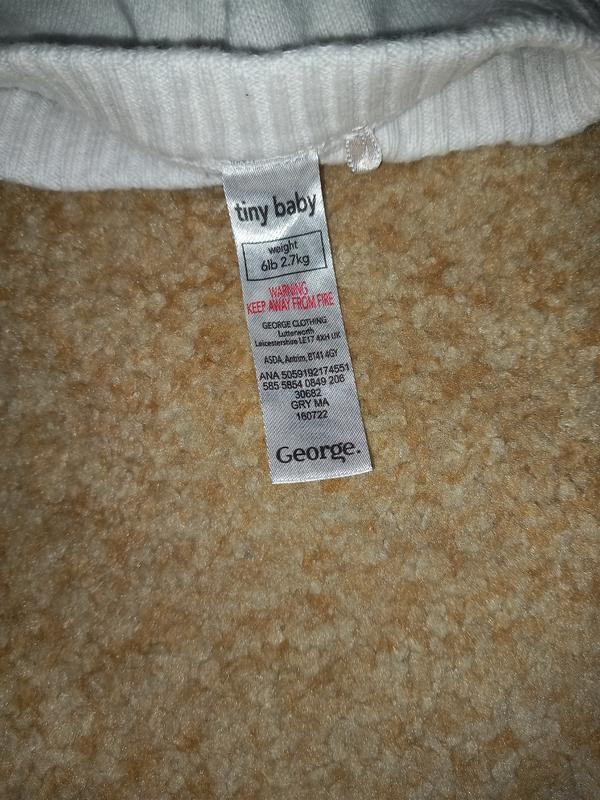 tiny baby
weight
6lb 2.7kg
WARNING
KEEP AWAY FROM FIRE
GEORGE CLOTHING
Lutterworth
Leicestershire LE17 4XH UK
ASDA, Antrim, BT41 4GY
ANA 5059192174551
585 5854 0849 206
30682
GRY MA
160722
George.